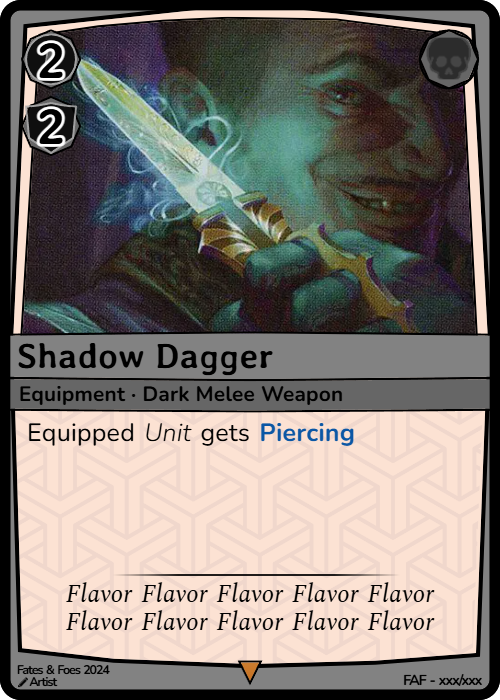 2
2
Shadow Dagger
Equipment · Dark Melee Weapon
Equipped Unit gets Piercing
Flavor Flavor Flavor Flavor Flavor
Flavor Flavor Flavor Flavor Flavor
Fates & Foes 2024
Artist
FAF - xxx/xxx